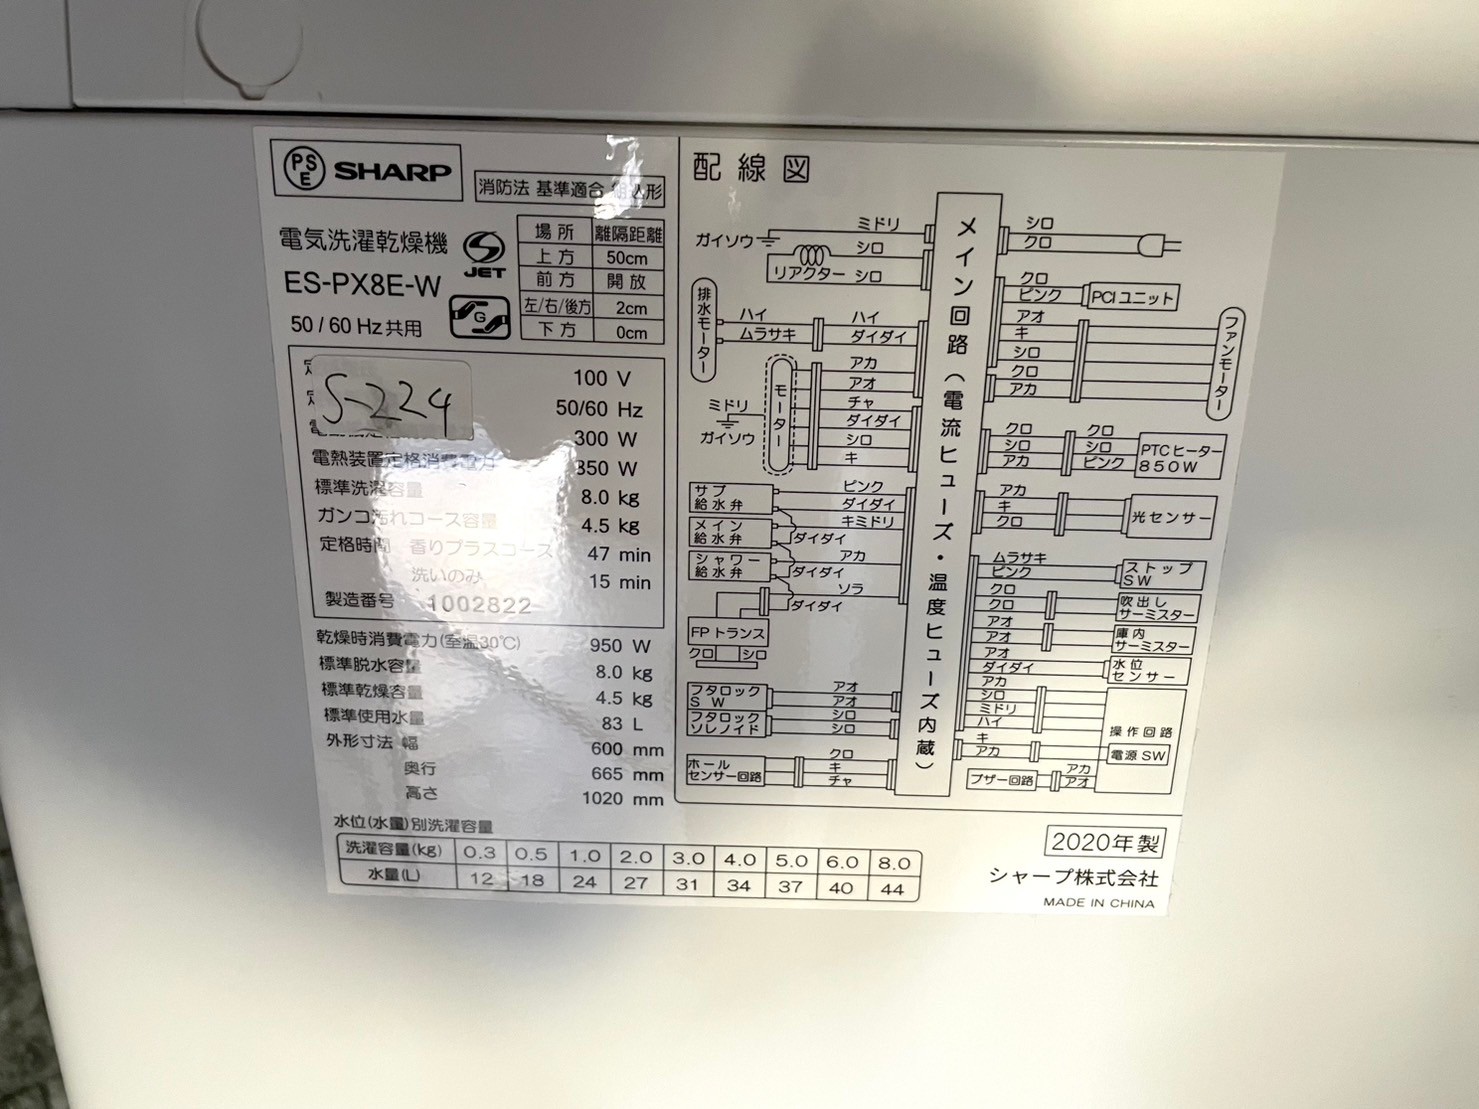 PSE SHARP
消防法 基準適合 組込形
電気洗濯乾燥機
ES-PX8E-W
JET
50/60 Hz共用
G
場所 離隔距離
上方 50cm
前方 開放
左/右/後方 2cm
下方 0cm
S-224
100 V
50/60 Hz
300 W
電熱装置定格消費電力 850 W
標準洗濯容量 8.0 kg
ガンコ汚れコース容量 4.5 kg
定格時間 香りプラスコース 47 min
洗いのみ 15 min
製造番号 1002822
乾燥時消費電力(室温30℃) 950 W
標準脱水容量 8.0 kg
標準乾燥容量 4.5 kg
標準使用水量 83 L
外形寸法 幅 600 mm
奥行 665 mm
高さ 1020 mm
水位(水量)別洗濯容量
洗濯容量(kg) 0.3 0.5 1.0 2.0 3.0 4.0 5.0 6.0 8.0
水量(L) 12 18 24 27 31 34 37 40 44
配線図
ミドリ
ガイソウ
シロ
リアクター シロ
排水モーター
ハイ ハイ
ムラサキ ダイダイ
モーター
アカ
アオ
チャ
ダイダイ
シロ
キ
ミドリ
ガイソウ
サブ給水弁
ピンク
ダイダイ
メイン給水弁
キミドリ
ダイダイ
シャワー給水弁
アカ
ダイダイ
ソラ
ダイダイ
FPトランス
クロ シロ
フタロックSW
アオ
アオ
フタロックソレノイド
シロ
シロ
ホールセンサー回路
クロ
キ
チャ
メイン回路(電流ヒューズ・温度ヒューズ内蔵)
シロ
クロ
クロ
ピンク
PCIユニット
アオ
キ
シロ
クロ
アカ
ファンモーター
クロ クロ
シロ シロ
アカ ピンク
PTCヒーター
850W
アカ
キ
クロ
光センサー
ムラサキ
ピンク
ストップSW
クロ
クロ
吹出しサーミスター
アオ
アオ
庫内サーミスター
アオ
ダイダイ
水位センサー
アカ
シロ
ミドリ
ハイ
操作回路
キ
アカ
電源SW
ブザー回路
アカ
アオ
2020年製
シャープ株式会社
MADE IN CHINA